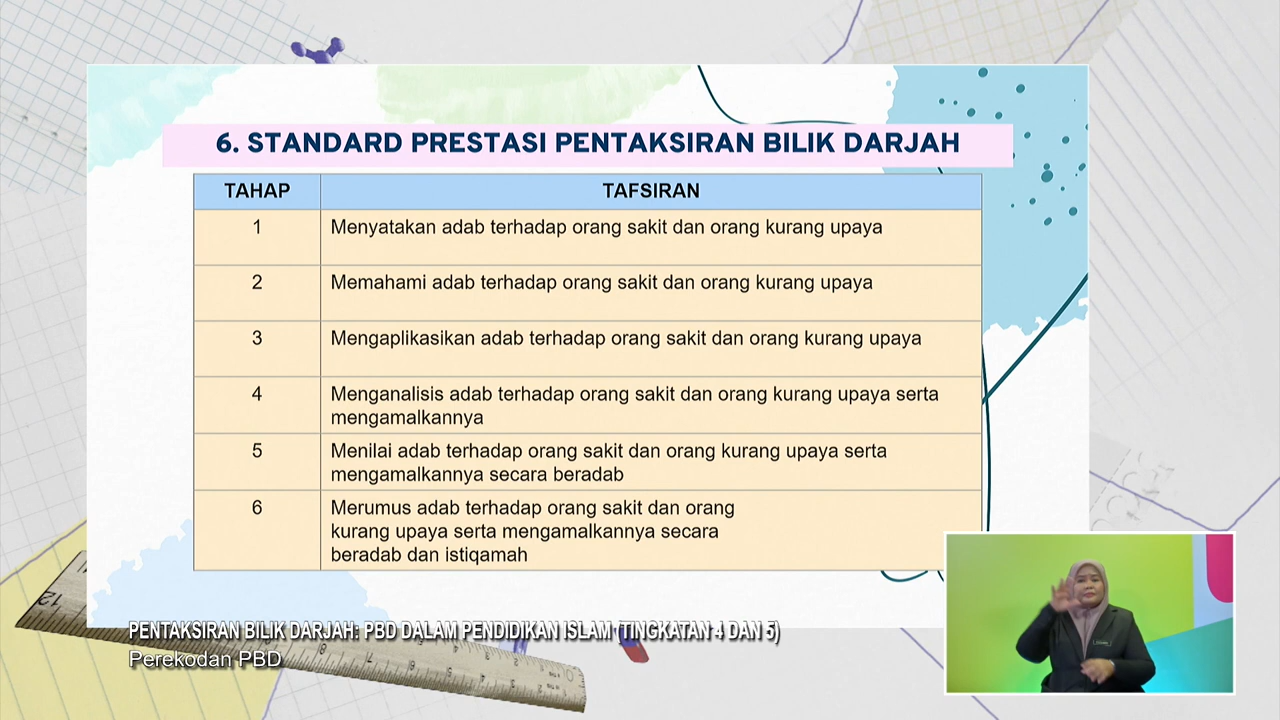 6. STANDARD PRESTASI PENTAKSIRAN BILIK DARJAH
TAHAP TAFSIRAN
1 Menyatakan adab terhadap orang sakit dan orang kurang upaya
2 Memahami adab terhadap orang sakit dan orang kurang upaya
3 Mengaplikasikan adab terhadap orang sakit dan orang kurang upaya
4 Menganalisis adab terhadap orang sakit dan orang kurang upaya serta
mengamalkannya
5 Menilai adab terhadap orang sakit dan orang kurang upaya serta
mengamalkannya secara beradab
6 Merumus adab terhadap orang sakit dan orang
kurang upaya serta mengamalkannya secara
beradab dan istiqamah
PENTAKSIRAN BILIK DARJAH: PBD DALAM PENDIDIKAN ISLAM (TINGKATAN 4 DAN 5)
Perekodan PBD